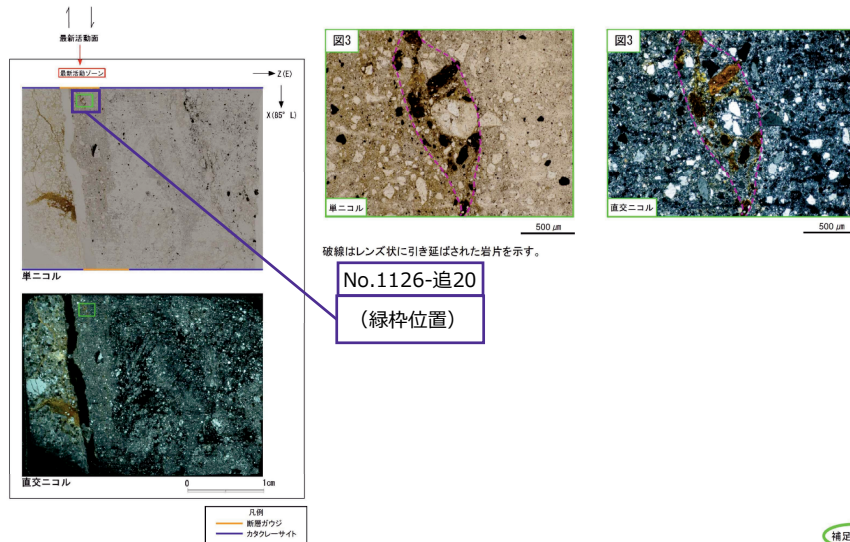 最新活動面
最新活動ゾーン
Z(E)
X(85° L)
単ニコル
直交ニコル
0 1cm
凡例
断層ガウジ
カタクレーサイト
図3
単ニコル
500 μm
破線はレンズ状に引き延ばされた岩片を示す。
No.1126-追20
(緑枠位置)
図3
直交ニコル
500 μm
補足